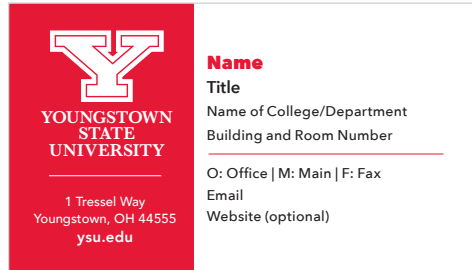 Y
YOUNGSTOWN
STATE
UNIVERSITY
1 Tressel Way
Youngstown, OH 44555
ysu.edu
Name
Title
Name of College/Department
Building and Room Number
O: Office | M: Main | F: Fax
Email
Website (optional)